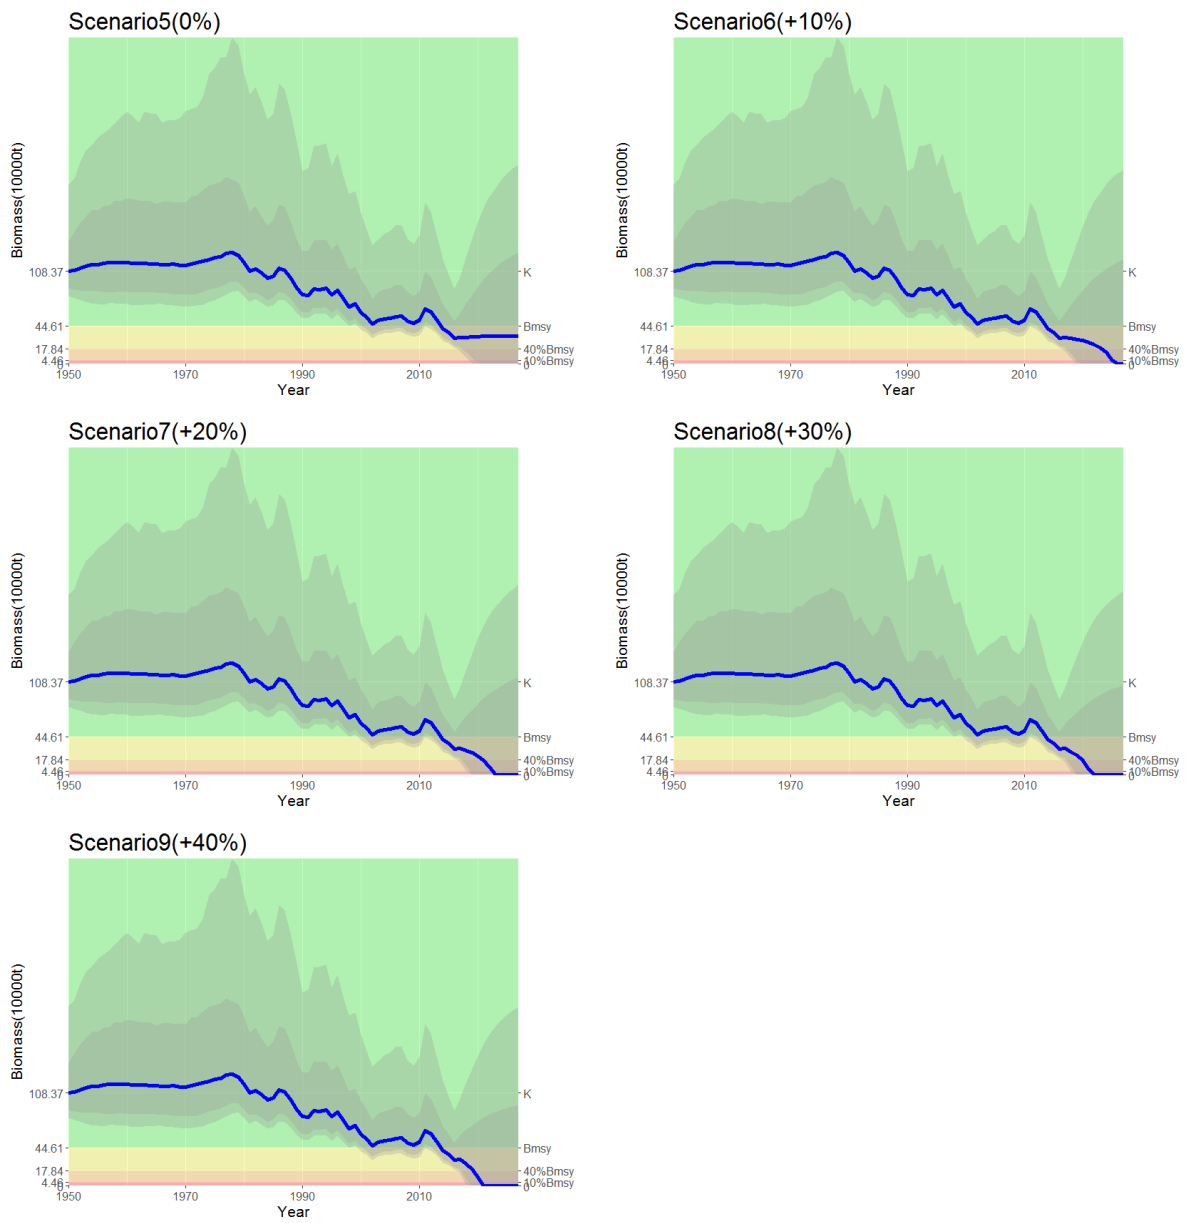 Scenario5(0%)
Biomass(10000t)
108.37
44.61
17.84
4.46
0
K
Bmsy
40%Bmsy
10%Bmsy
0
1950
1970
1990
2010
Year
Scenario6(+10%)
Biomass(10000t)
108.37
44.61
17.84
4.46
0
K
Bmsy
40%Bmsy
10%Bmsy
0
1950
1970
1990
2010
Year
Scenario7(+20%)
Biomass(10000t)
108.37
44.61
17.84
4.46
0
K
Bmsy
40%Bmsy
10%Bmsy
0
1950
1970
1990
2010
Year
Scenario8(+30%)
Biomass(10000t)
108.37
44.61
17.84
4.46
0
K
Bmsy
40%Bmsy
10%Bmsy
0
1950
1970
1990
2010
Year
Scenario9(+40%)
Biomass(10000t)
108.37
44.61
17.84
4.46
0
K
Bmsy
40%Bmsy
10%Bmsy
0
1950
1970
1990
2010
Year